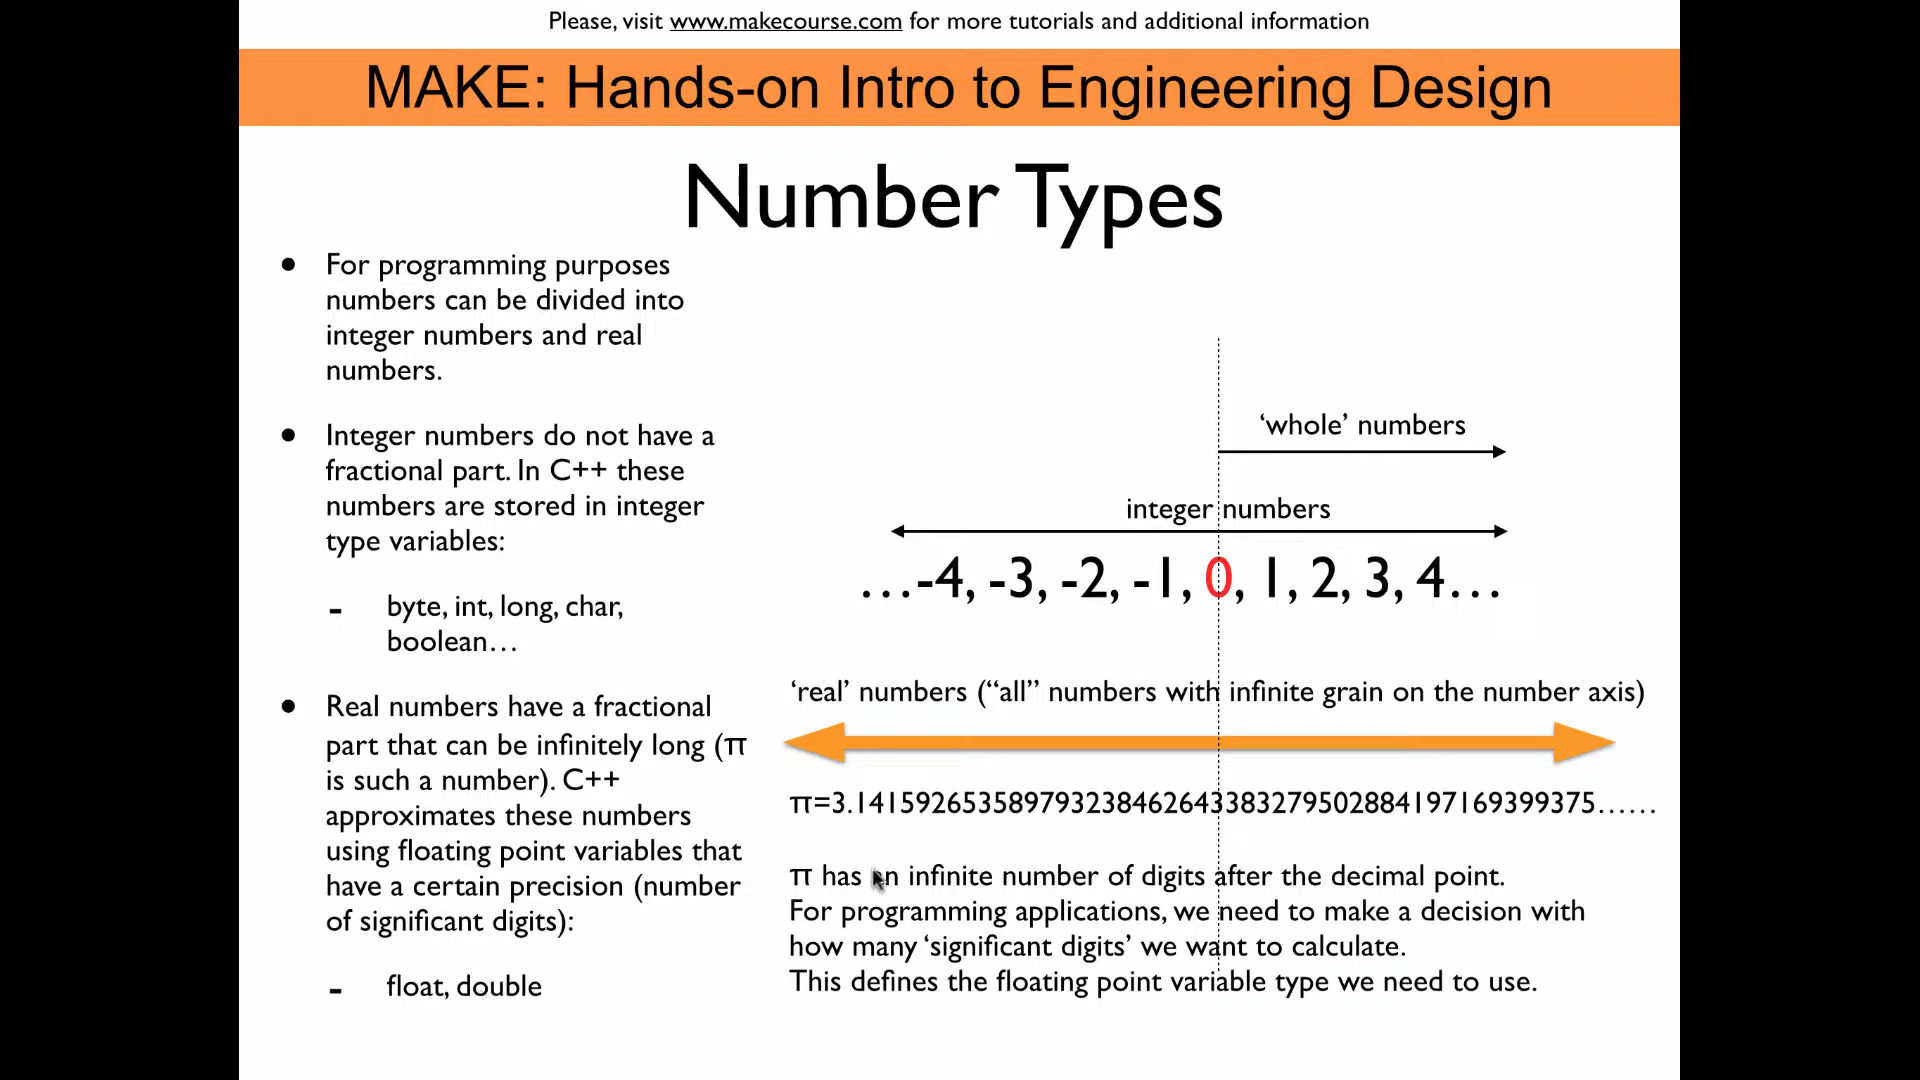 Please, visit www.makecourse.com for more tutorials and additional information
MAKE: Hands-on Intro to Engineering Design
Number Types
• For programming purposes
numbers can be divided into
integer numbers and real
numbers.
• Integer numbers do not have a
fractional part. In C++ these
numbers are stored in integer
type variables:
- byte, int, long, char,
boolean…
• Real numbers have a fractional
part that can be infinitely long (π
is such a number). C++
approximates these numbers
using floating point variables that
have a certain precision (number
of significant digits):
- float, double
‘whole’ numbers
integer numbers
…-4, -3, -2, -1, 0, 1, 2, 3, 4…
‘real’ numbers (“all” numbers with infinite grain on the number axis)
π=3.14159265358979323846264338327950288419716939​9375……
π has an infinite number of digits after the decimal point.
For programming applications, we need to make a decision with
how many ‘significant digits’ we want to calculate.
This defines the floating point variable type we need to use.